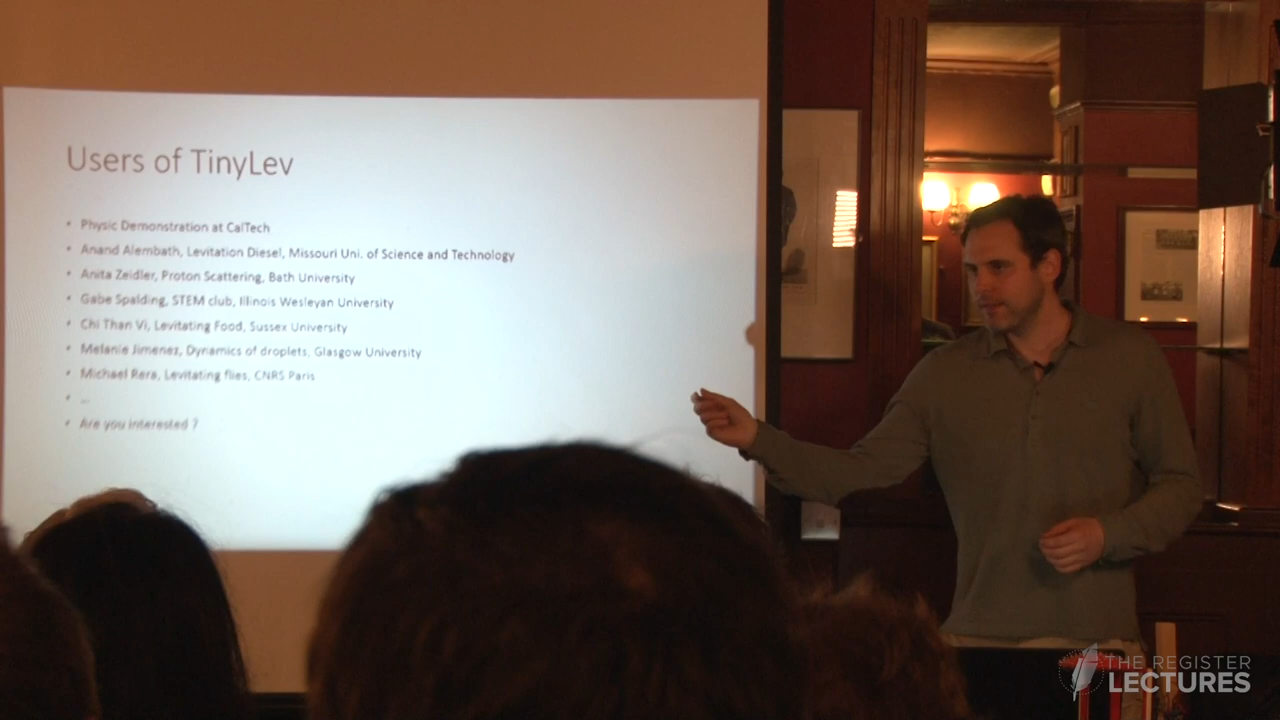 Users of TinyLev
• Physic Demonstration at CalTech
• Anand Alembath, Levitation Diesel, Missouri Uni. of Science and Technology
• Anita Zeidler, Proton Scattering, Bath University
• Gabe Spalding, STEM club, Illinois Wesleyan University
• Chi Than Vi, Levitating Food, Sussex University
• Melanie Jimenez, Dynamics of droplets, Glasgow University
• Michael Rera, Levitating flies, CNRS Paris
• ...
• Are you interested ?
THE REGISTER
LECTURES